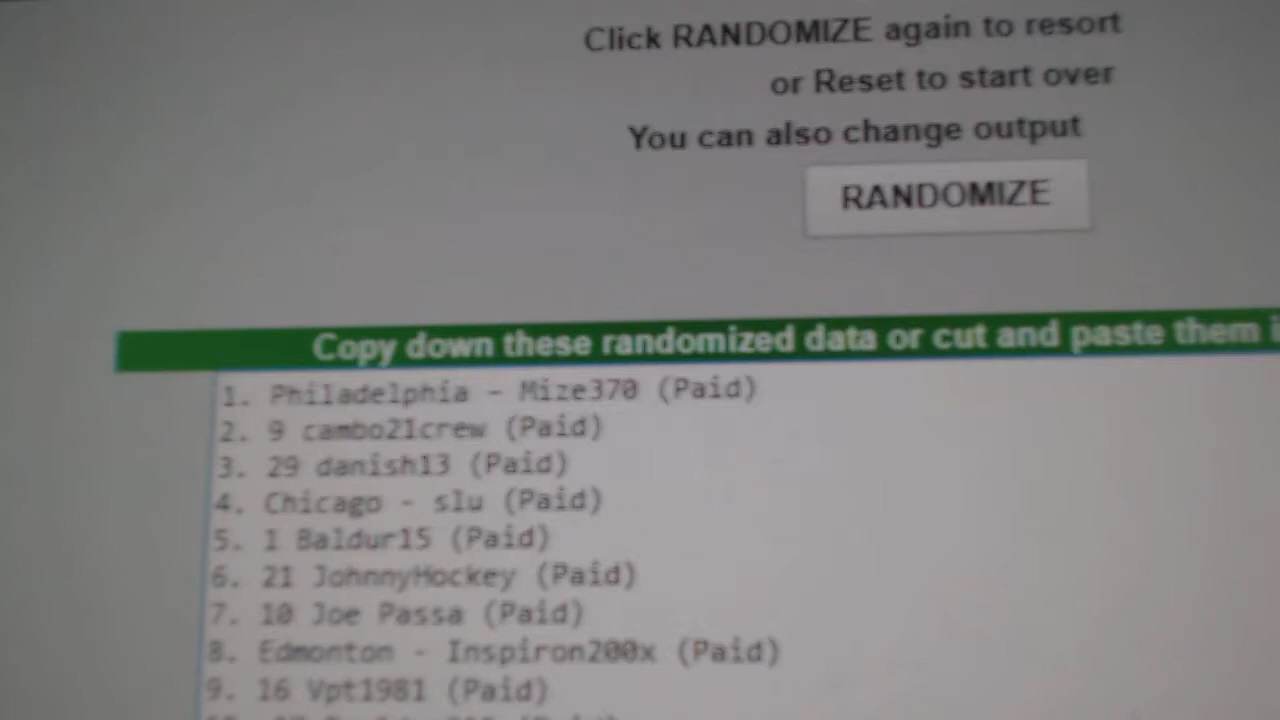 Click RANDOMIZE again to resort
or Reset to start over
You can also change output
RANDOMIZE
Copy down these randomized data or cut and paste them
1. Philadelphia - Mize370 (Paid)
2. 9 cambo21crew (Paid)
3. 29 danish13 (Paid)
4. Chicago - slu (Paid)
5. 1 Baldur15 (Paid)
6. 21 JohnnyHockey (Paid)
7. 10 Joe Passa (Paid)
8. Edmonton - Inspiron200x (Paid)
9. 16 Vpt1981 (Paid)